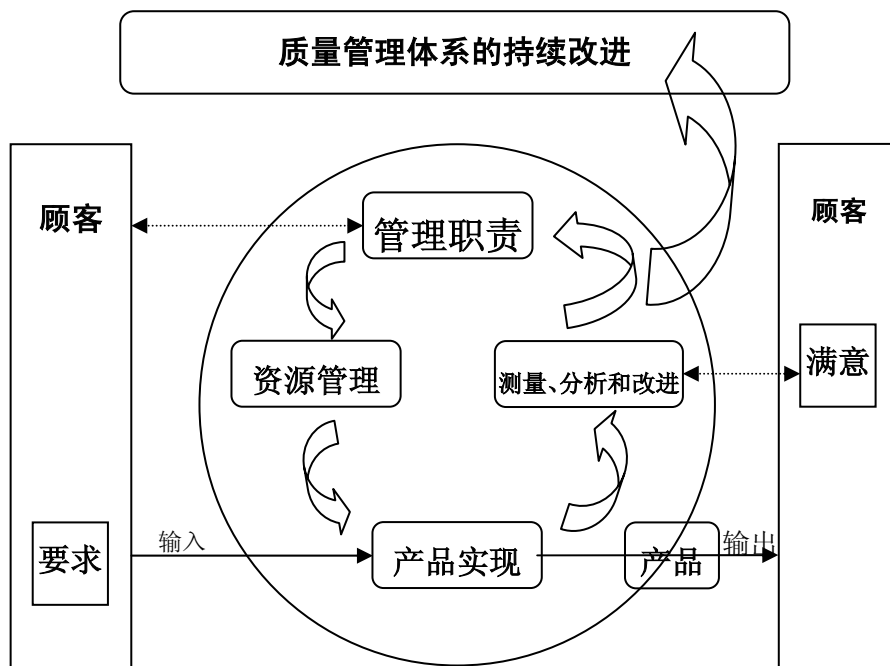 质量管理体系的持续改进
顾客
顾客
管理职责
资源管理
测量、分析和改进
满意
要求
输入
产品实现
产品
输出